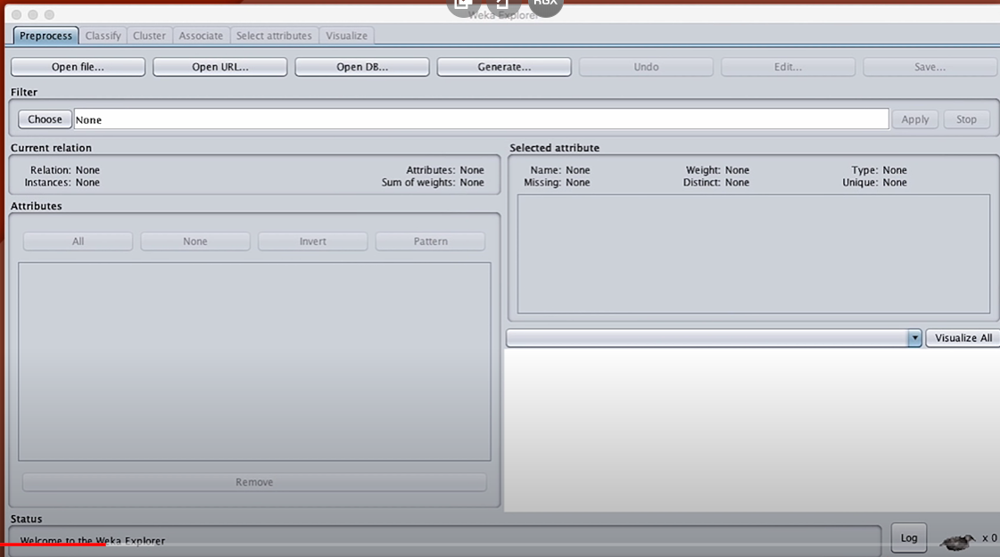 RGX
Weka Explorer
Preprocess Classify Cluster Associate Select attributes Visualize
Open file... Open URL... Open DB... Generate... Undo Edit... Save...
Filter
Choose None Apply Stop
Current relation
Relation: None Attributes: None
Instances: None Sum of weights: None
Selected attribute
Name: None Weight: None Type: None
Missing: None Distinct: None Unique: None
Attributes
All None Invert Pattern
Remove
Visualize All
Status
Welcome to the Weka Explorer
Log x 0